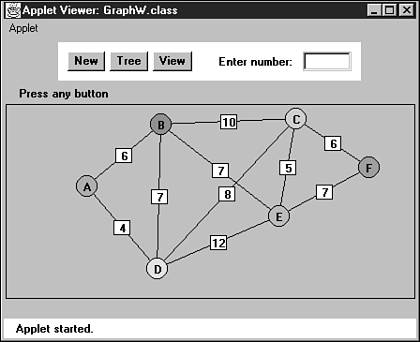 Applet Viewer: GraphW.class
Applet
New Tree View Enter number:
Press any button
B 10 C
6 6
A 7 5 F
7 8 7
4 E
12
D
Applet started.